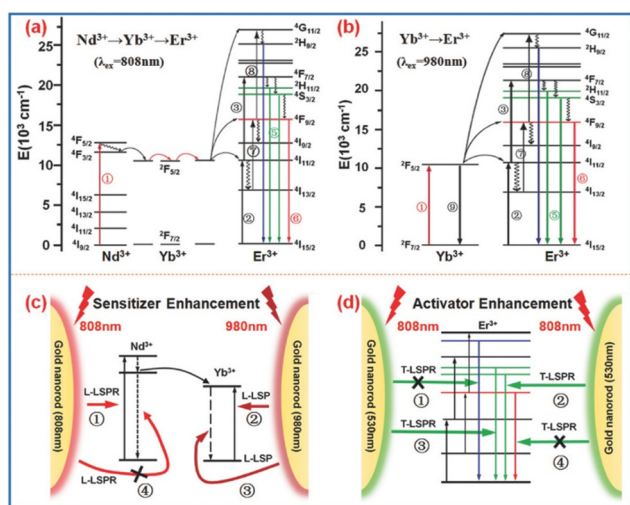 (a)
Nd³⁺→Yb³⁺→Er³⁺
(λex=808nm)
E(10³ cm⁻¹)
25
20
15
10
5
0
⁴F5/2
⁴F3/2
⁴I15/2
⁴I13/2
⁴I11/2
⁴I9/2
²F5/2
²F7/2
⁴G11/2
²H9/2
⁴F7/2
²H11/2
⁴S3/2
⁴F9/2
⁴I9/2
⁴I11/2
⁴I13/2
⁴I15/2
①
②
③
⑤
⑥
⑦
⑧
Nd³⁺ Yb³⁺ Er³⁺
(b)
Yb³⁺→Er³⁺
(λex=980nm)
E(10³ cm⁻¹)
25
20
15
10
5
0
²F5/2
²F7/2
⁴G11/2
²H9/2
⁴F7/2
²H11/2
⁴S3/2
⁴F9/2
⁴I9/2
⁴I11/2
⁴I13/2
⁴I15/2
①
⑨
②
③
⑤
⑥
⑦
⑧
Yb³⁺ Er³⁺
(c) Sensitizer Enhancement
808nm
980nm
Gold nanorod (808nm)
Gold nanorod (980nm)
Nd³⁺
Yb³⁺
L-LSPR
①
L-LSP
②
L-LSP
③
L-LSPR
④
(d) Activator Enhancement
808nm
808nm
Er³⁺
Gold nanorod (530nm)
Gold nanorod (530nm)
T-LSPR
①
T-LSPR
②
T-LSPR
③
T-LSPR
④